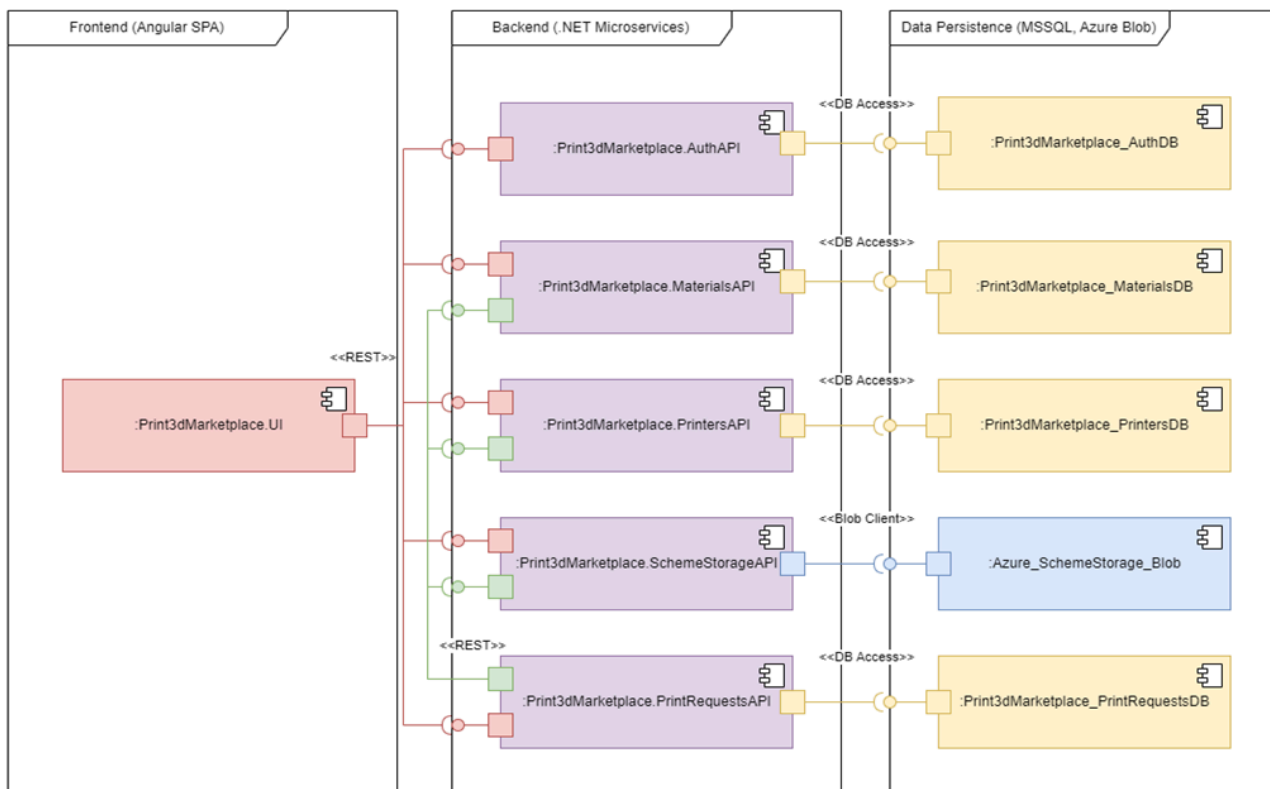 Frontend (Angular SPA)
Backend (.NET Microservices)
Data Persistence (MSSQL, Azure Blob)
<<DB Access>>
:Print3dMarketplace.AuthAPI
:Print3dMarketplace_AuthDB
<<DB Access>>
:Print3dMarketplace.MaterialsAPI
:Print3dMarketplace_MaterialsDB
<<REST>>
<<DB Access>>
:Print3dMarketplace.UI
:Print3dMarketplace.PrintersAPI
:Print3dMarketplace_PrintersDB
<<Blob Client>>
:Print3dMarketplace.SchemeStorageAPI
:Azure_SchemeStorage_Blob
<<REST>>
<<DB Access>>
:Print3dMarketplace.PrintRequestsAPI
:Print3dMarketplace_PrintRequestsDB